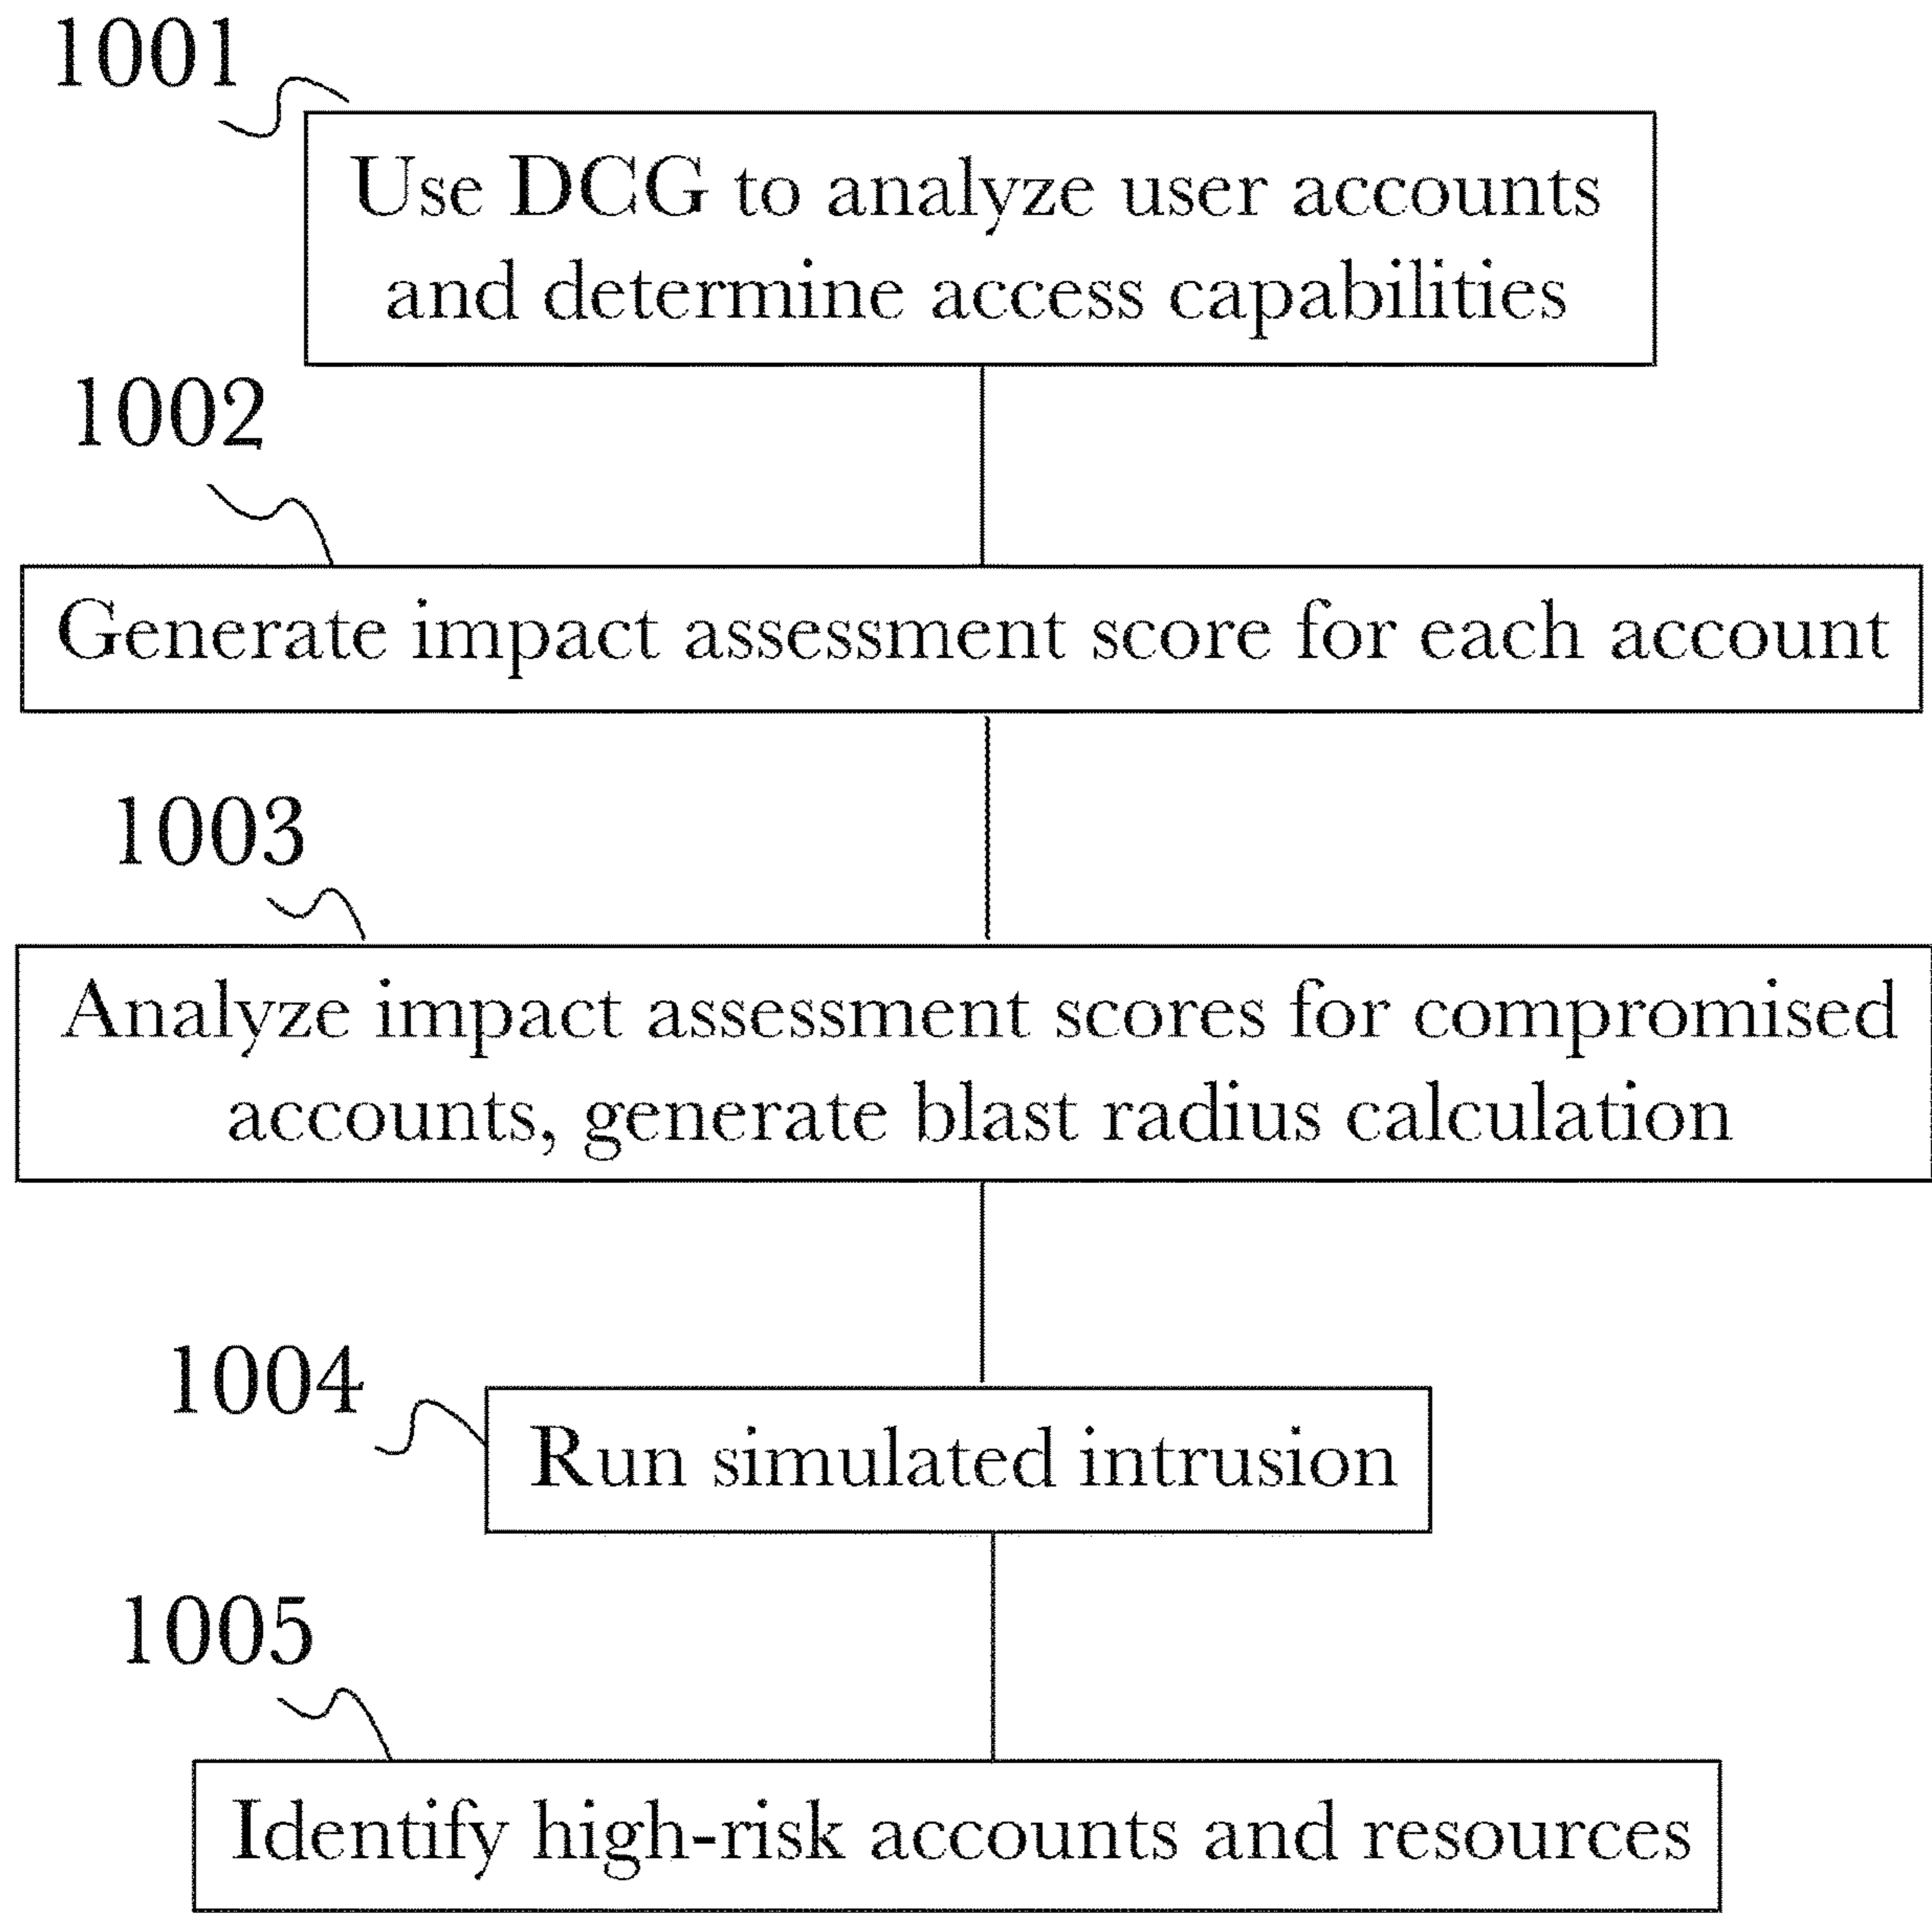 1001
Use DCG to analyze user accounts
and determine access capabilities
1002
Generate impact assessment score for each account
1003
Analyze impact assessment scores for compromised
accounts, generate blast radius calculation
1004
Run simulated intrusion
1005
Identify high-risk accounts and resources